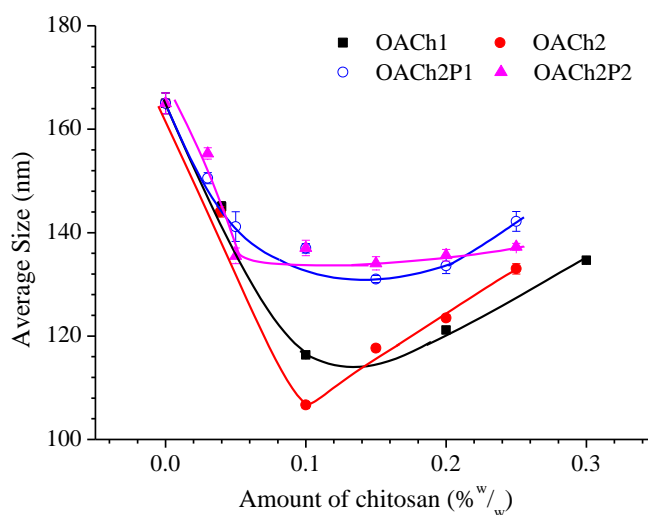 OACh1 OACh2
OACh2P1 OACh2P2
180
160
140
120
100
Average Size (nm)
0.0 0.1 0.2 0.3
Amount of chitosan (%w/w)